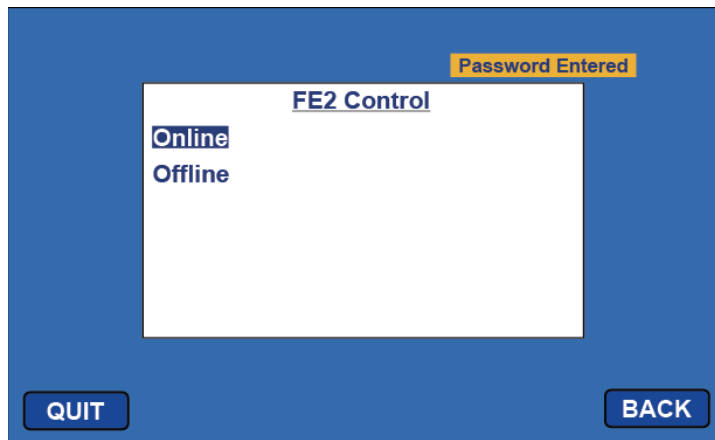 Password Entered
FE2 Control
Online
Offline
QUIT
BACK